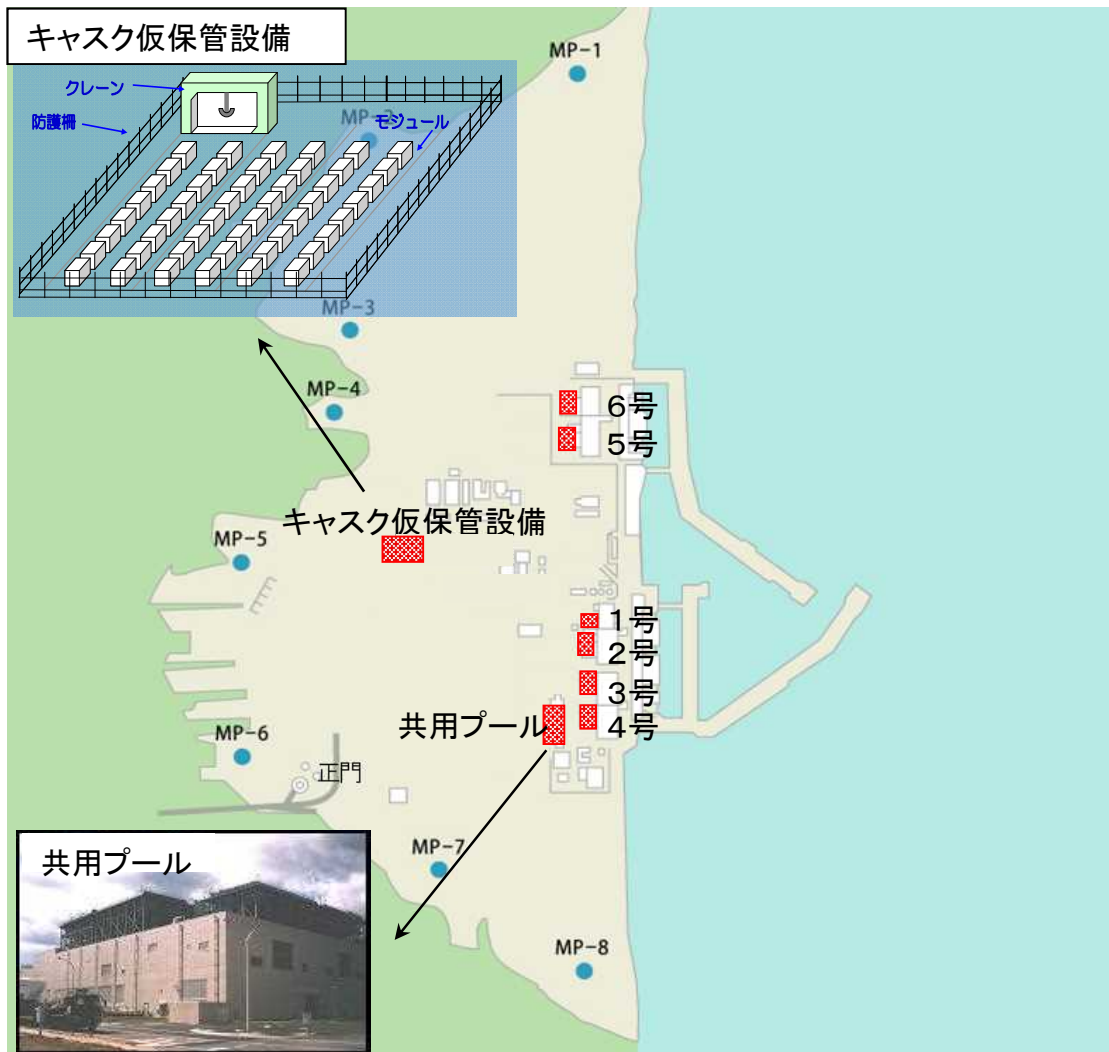 キャスク仮保管設備
MP-1
クレーン
防護柵
MP-2
モジュール
MP-3
MP-4
6号
5号
キャスク仮保管設備
MP-5
1号
2号
3号
共用プール
4号
MP-6
正門
MP-7
共用プール
MP-8